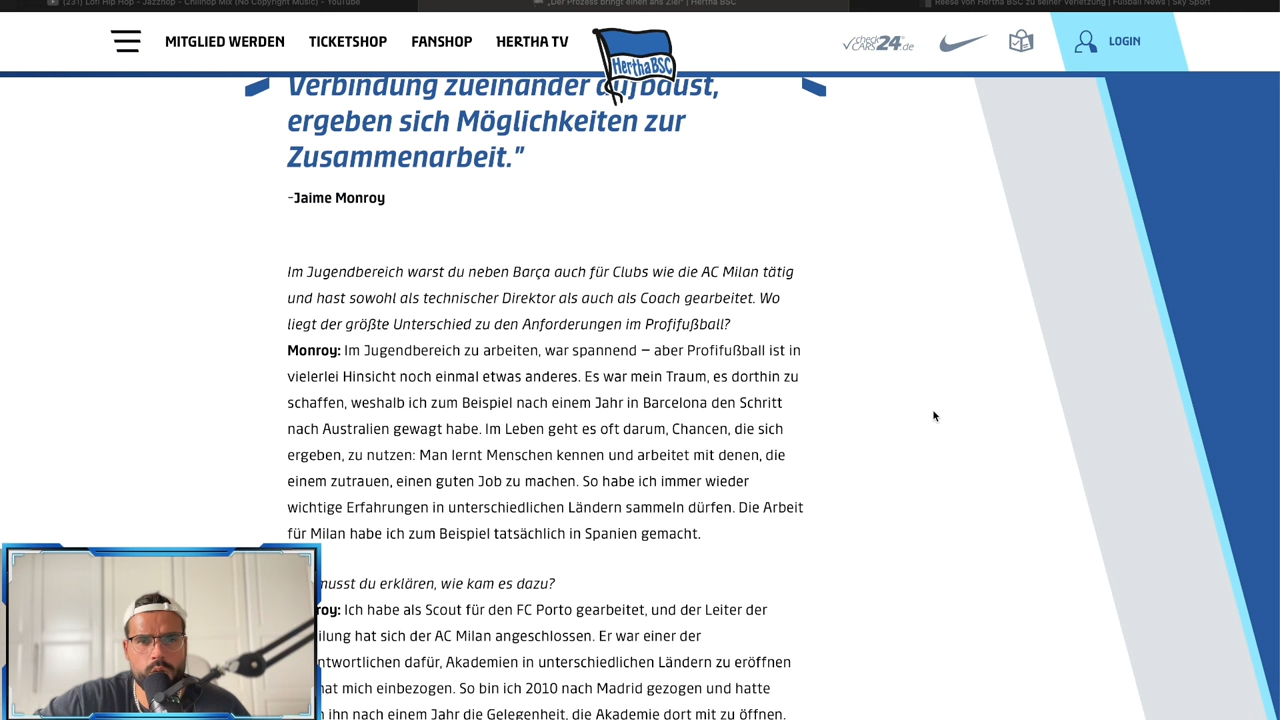 (231) Lofi Hip Hop - Jazzhop - Chillhop Mix (No Copyright Music) - YouTube
„Der Prozess bringt einen ans Ziel“ | Hertha BSC
Reese von Hertha BSC zu seiner Verletzung | Fußball News | Sky Sport
MITGLIED WERDEN
TICKETSHOP
FANSHOP
HERTHA TV
Hertha BSC
check
CARS24.de
LOGIN
Verbindung zueinander aufbaust,
ergeben sich Möglichkeiten zur
Zusammenarbeit."
–Jaime Monroy
Im Jugendbereich warst du neben Barça auch für Clubs wie die AC Milan tätig
und hast sowohl als technischer Direktor als auch als Coach gearbeitet. Wo
liegt der größte Unterschied zu den Anforderungen im Profifußball?
Monroy: Im Jugendbereich zu arbeiten, war spannend – aber Profifußball ist in
vielerlei Hinsicht noch einmal etwas anderes. Es war mein Traum, es dorthin zu
schaffen, weshalb ich zum Beispiel nach einem Jahr in Barcelona den Schritt
nach Australien gewagt habe. Im Leben geht es oft darum, Chancen, die sich
ergeben, zu nutzen: Man lernt Menschen kennen und arbeitet mit denen, die
einem zutrauen, einen guten Job zu machen. So habe ich immer wieder
wichtige Erfahrungen in unterschiedlichen Ländern sammeln dürfen. Die Arbeit
für Milan habe ich zum Beispiel tatsächlich in Spanien gemacht.
musst du erklären, wie kam es dazu?
roy: Ich habe als Scout für den FC Porto gearbeitet, und der Leiter der
ilung hat sich der AC Milan angeschlossen. Er war einer der
ntwortlichen dafür, Akademien in unterschiedlichen Ländern zu eröffnen
hat mich einbezogen. So bin ich 2010 nach Madrid gezogen und hatte
ihn nach einem Jahr die Gelegenheit, die Akademie dort mit zu öffnen.